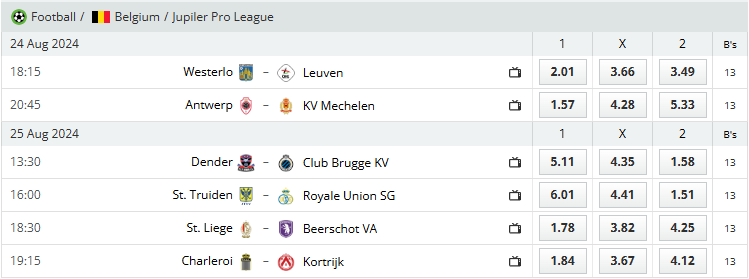 Football / Belgium / Jupiler Pro League
24 Aug 2024 1 X 2 B's
18:15 Westerlo - Leuven 2.01 3.66 3.49 13
20:45 Antwerp - KV Mechelen 1.57 4.28 5.33 13
25 Aug 2024 1 X 2 B's
13:30 Dender - Club Brugge KV 5.11 4.35 1.58 13
16:00 St. Truiden - Royale Union SG 6.01 4.41 1.51 13
18:30 St. Liege - Beerschot VA 1.78 3.82 4.25 13
19:15 Charleroi - Kortrijk 1.84 3.67 4.12 13